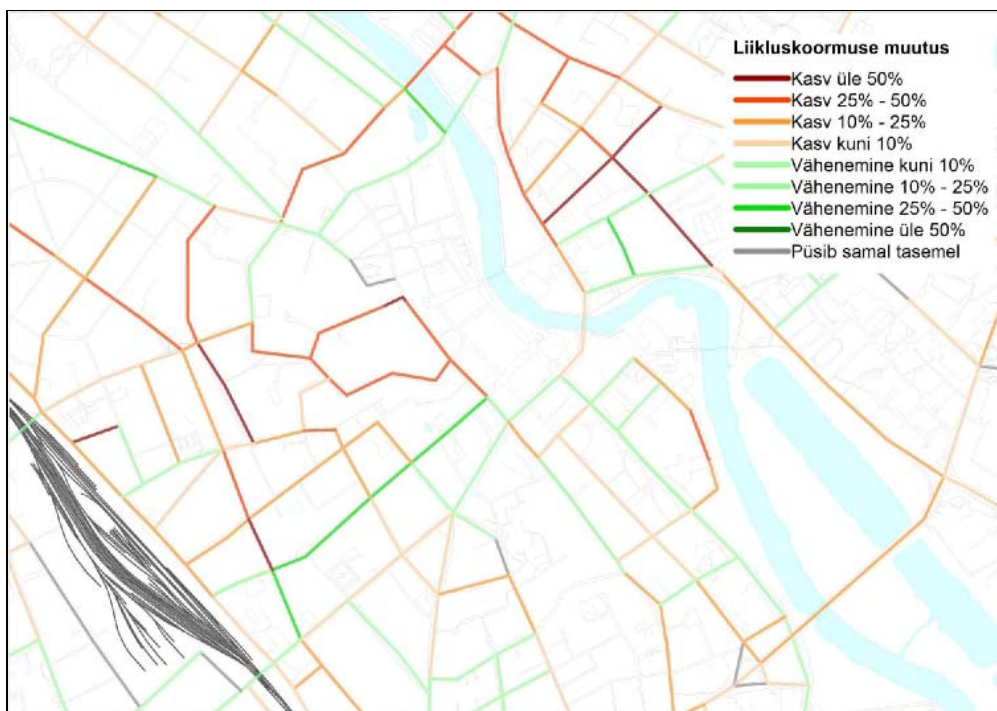 Liikluskoormuse muutus
Kasv üle 50%
Kasv 25% - 50%
Kasv 10% - 25%
Kasv kuni 10%
Vähenemine kuni 10%
Vähenemine 10% - 25%
Vähenemine 25% - 50%
Vähenemine üle 50%
Püsib samal tasemel